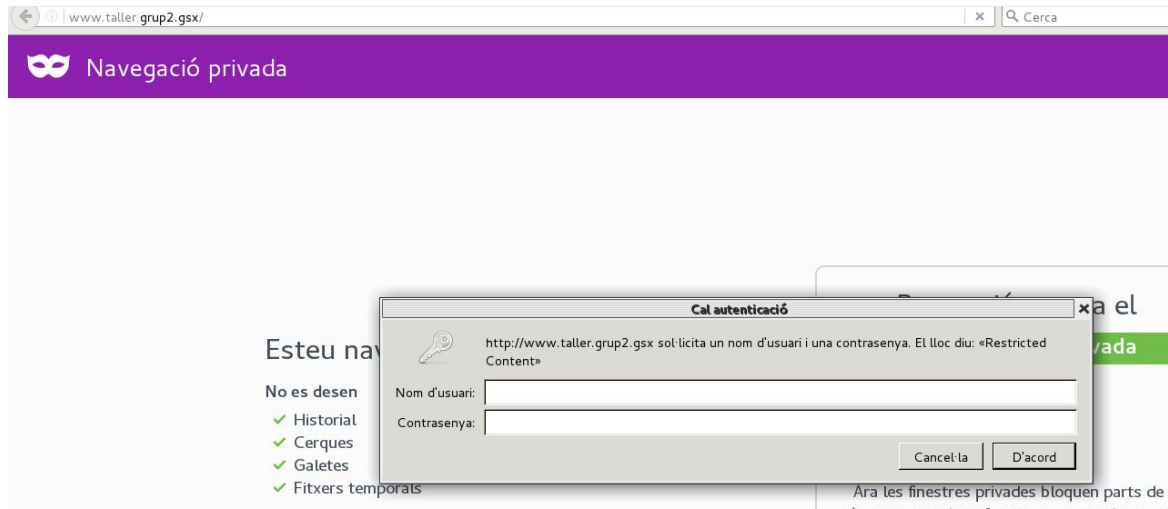 www.taller.grup2.gsx/
Cerca
Navegació privada
Cal autenticació
a el
http://www.taller.grup2.gsx sol·licita un nom d'usuari i una contrasenya. El lloc diu: «Restricted
Content»
Esteu na
vada
No es desen
Nom d'usuari:
Historial
Contrasenya:
Cerques
Galetes
Cancel·la
D'acord
Fitxers temporals
Ara les finestres privades bloquen parts de